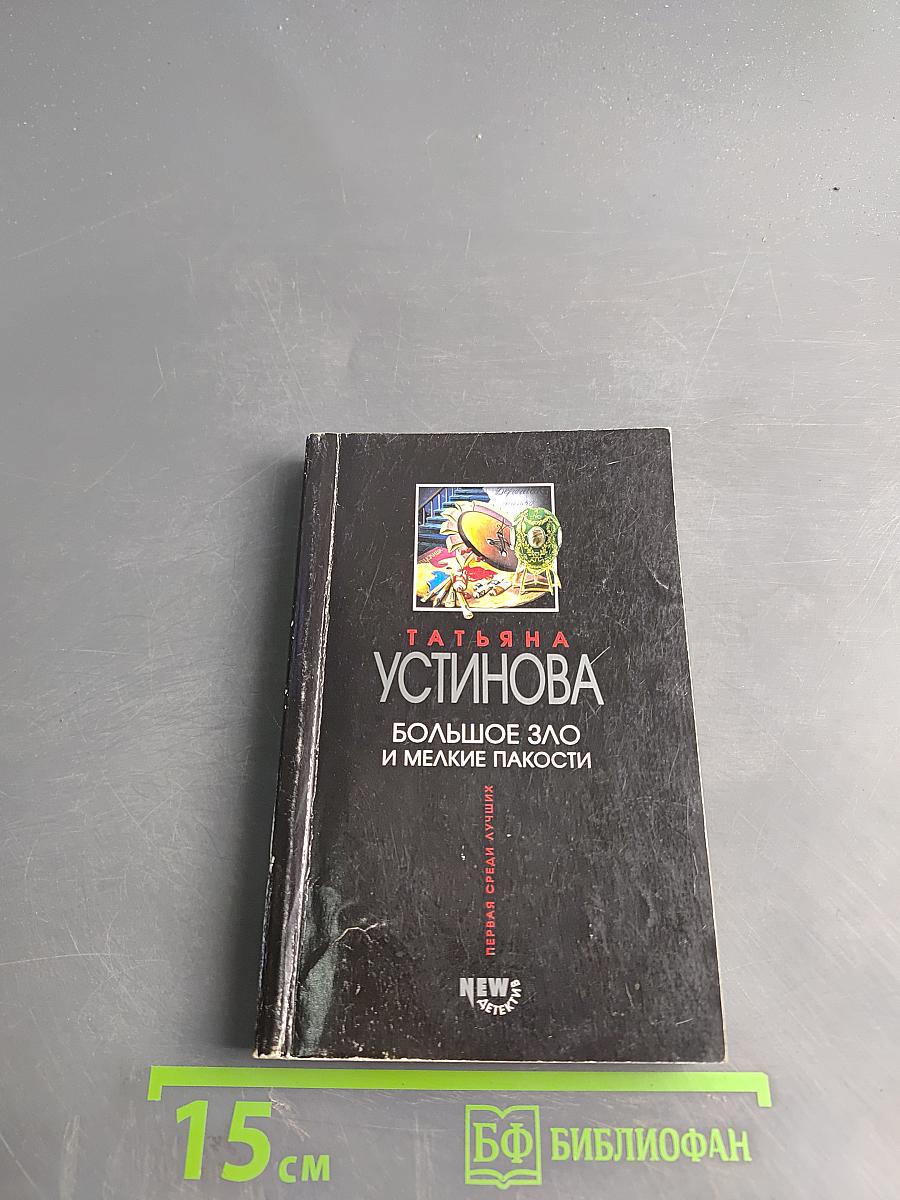 ТАТЬЯНА
УСТИНОВА
БОЛЬШОЕ ЗЛО
И МЕЛКИЕ ПАКОСТИ
ПЕРВАЯ СРЕДИ ЛУЧШИХ
NEW
ДЕТЕКТИВ
15 см
БФ БИБЛИОФАН